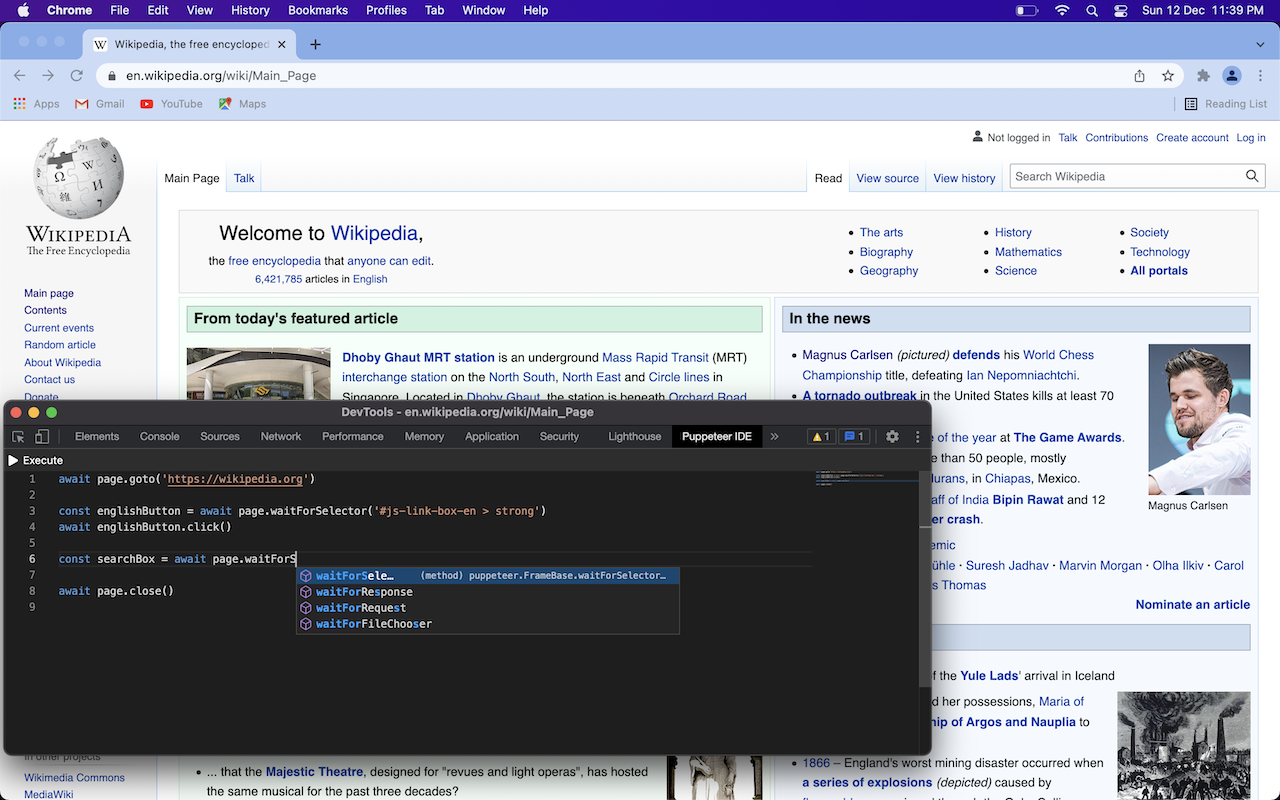 Chrome File Edit View History Bookmarks Profiles Tab Window Help Sun 12 Dec 11:39 PM
Wikipedia, the free encycloped
en.wikipedia.org/wiki/Main_Page
Apps Gmail YouTube Maps Reading List
Not logged in Talk Contributions Create account Log in
Main Page Talk Read View source View history Search Wikipedia
WIKIPEDIA
The Free Encyclopedia
Main page
Contents
Current events
Random article
About Wikipedia
Contact us
Donate
Welcome to Wikipedia,
the free encyclopedia that anyone can edit.
6,421,785 articles in English
• The arts
• Biography
• Geography
• History
• Mathematics
• Science
• Society
• Technology
• All portals
From today's featured article
Dhoby Ghaut MRT station is an underground Mass Rapid Transit (MRT)
interchange station on the North South, North East and Circle lines in
Singapore. Located in Dhoby Ghaut, the station is beneath Orchard Road
In the news
• Magnus Carlsen (pictured) defends his World Chess
Championship title, defeating Ian Nepomniachtchi.
• A tornado outbreak in the United States kills at least 70
e of the year at The Game Awards.
e than 50 people, mostly
durans, in Chiapas, Mexico.
aff of India Bipin Rawat and 12
er crash.
Magnus Carlsen
emic
ühle · Suresh Jadhav · Marvin Morgan · Olha Ilkiv · Carol
s Thomas
Nominate an article
f the Yule Lads' arrival in Iceland
d her possessions, Maria of
hip of Argos and Nauplia to
• 1866 – England's worst mining disaster occurred when
a series of explosions (depicted) caused by
DevTools - en.wikipedia.org/wiki/Main_Page
Elements Console Sources Network Performance Memory Application Security Lighthouse Puppeteer IDE » 1 1
Execute
1 await page.goto('https://wikipedia.org')
2
3 const englishButton = await page.waitForSelector('#js-link-box-en > strong')
4 await englishButton.click()
5
6 const searchBox = await page.waitForS
7
8 await page.close()
9
waitForSele… (method) puppeteer.FrameBase.waitForSelector…
waitForResponse
waitForRequest
waitForFileChooser
In other projects
Wikimedia Commons
MediaWiki
• ... that the Majestic Theatre, designed for "revues and light operas", has hosted
the same musical for the past three decades?